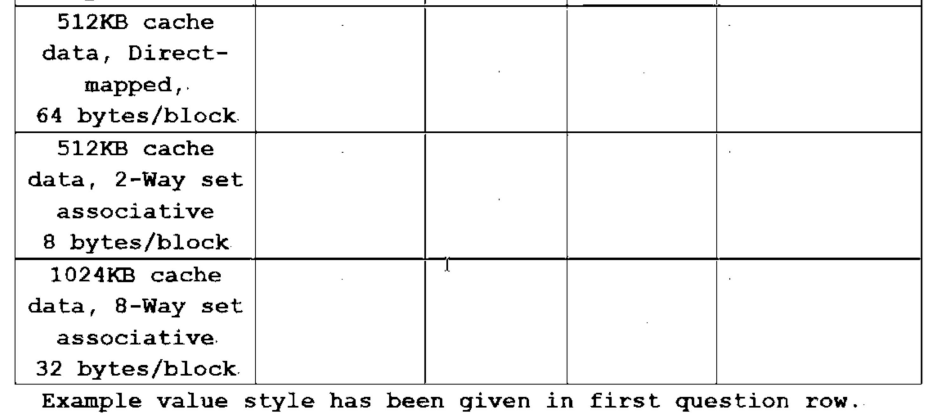 512KB cache
data, Direct-
mapped,
64 bytes/block
512KB cache
data, 2-Way set
associative
8 bytes/block
1024KB cache
data, 8-Way set
associative
32 bytes/block
Example value style has been given in first question row.